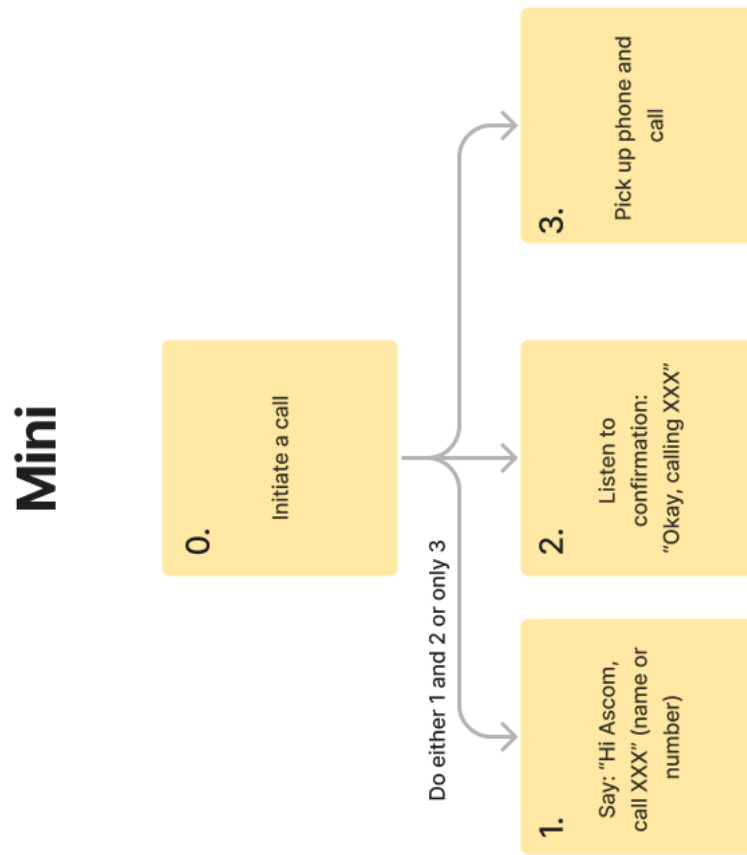 Mini
0.
Initiate a call
Do either 1 and 2 or only 3
1.
Say: “Hi Ascom,
call XXX” (name or
number)
2.
Listen to
confirmation:
“Okay, calling XXX”
3.
Pick up phone and
call